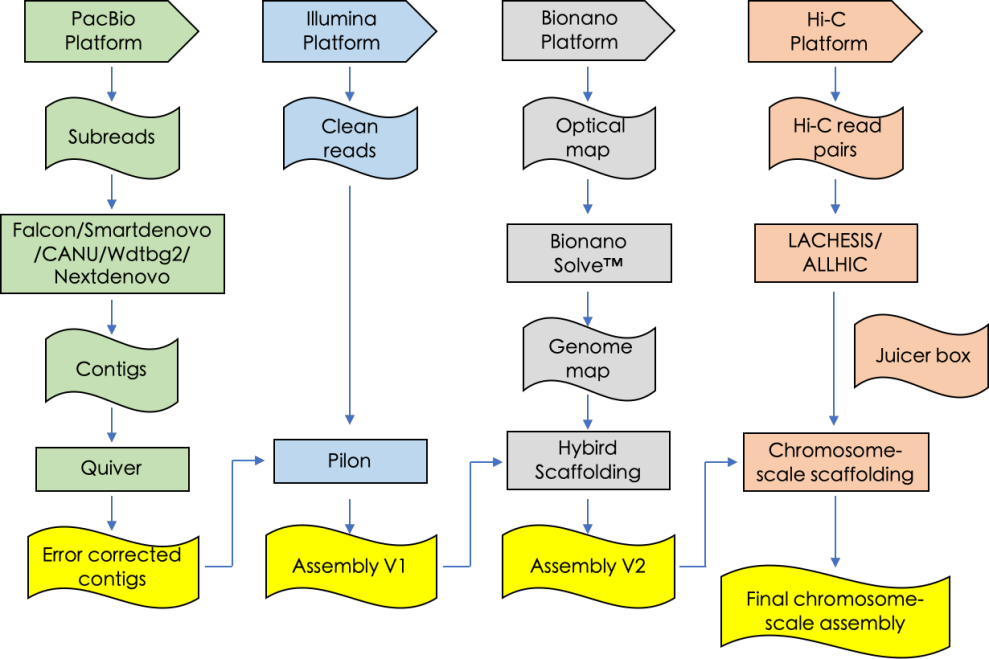 PacBio
Platform
Subreads
Falcon/Smartdenovo
/CANU/Wdtbg2/
Nextdenovo
Contigs
Quiver
Error corrected
contigs
Illumina
Platform
Clean
reads
Pilon
Assembly V1
Bionano
Platform
Optical
map
Bionano
Solve™
Genome
map
Hybird
Scaffolding
Assembly V2
Hi-C
Platform
Hi-C read
pairs
LACHESIS/
ALLHIC
Juicer box
Chromosome-
scale scaffolding
Final chromosome-
scale assembly